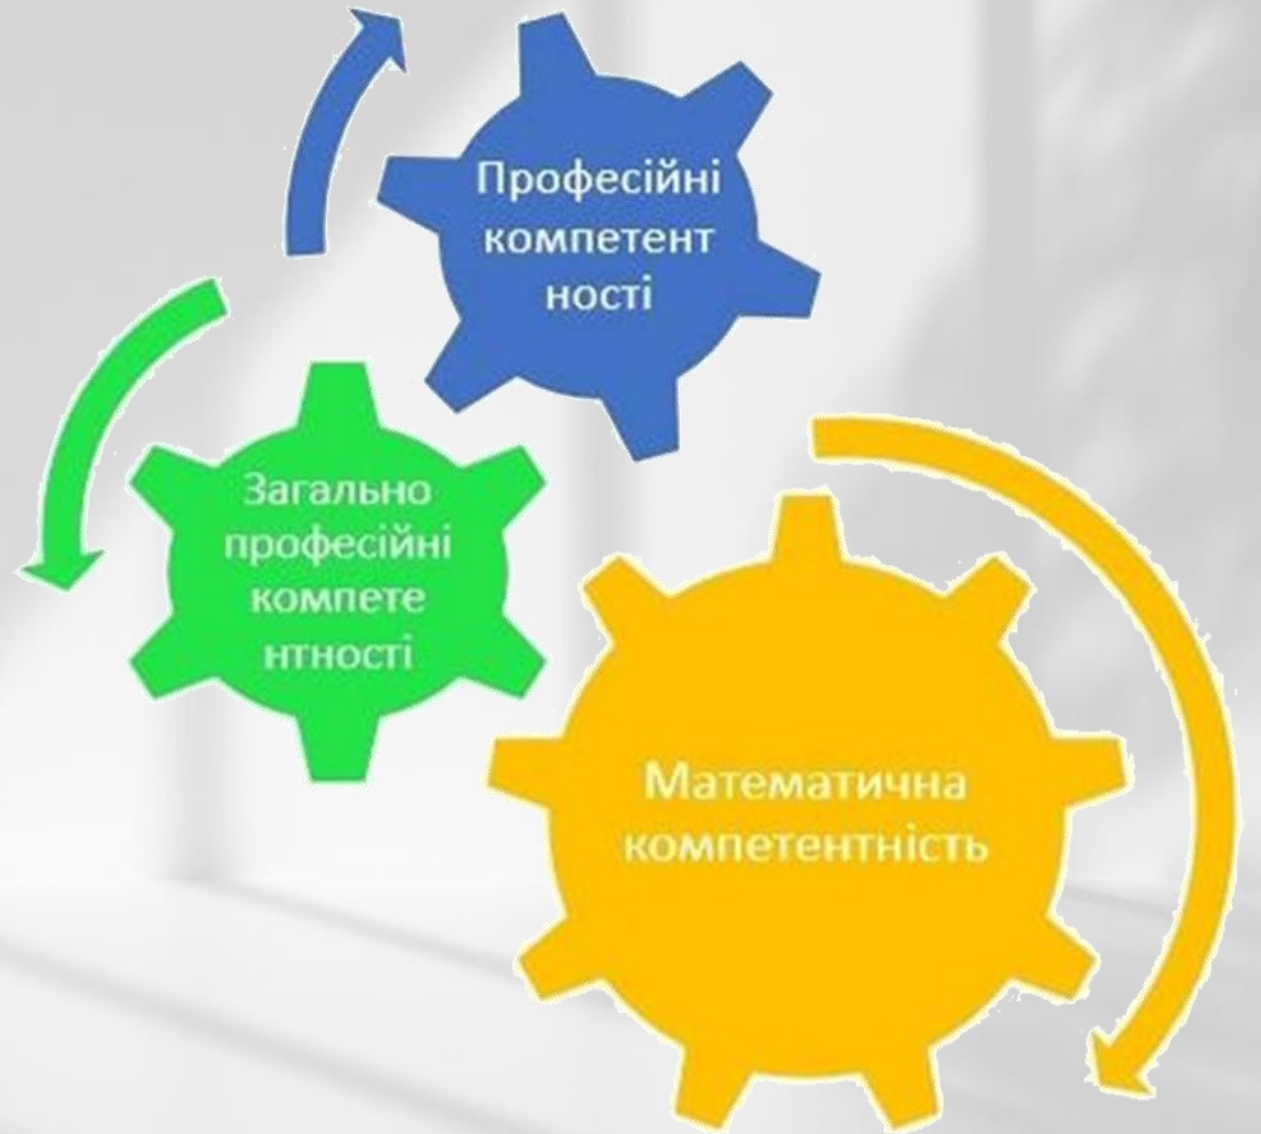 Професійні
компетент
ності
Загально
професійні
компете
нтності
Математична
компетентність